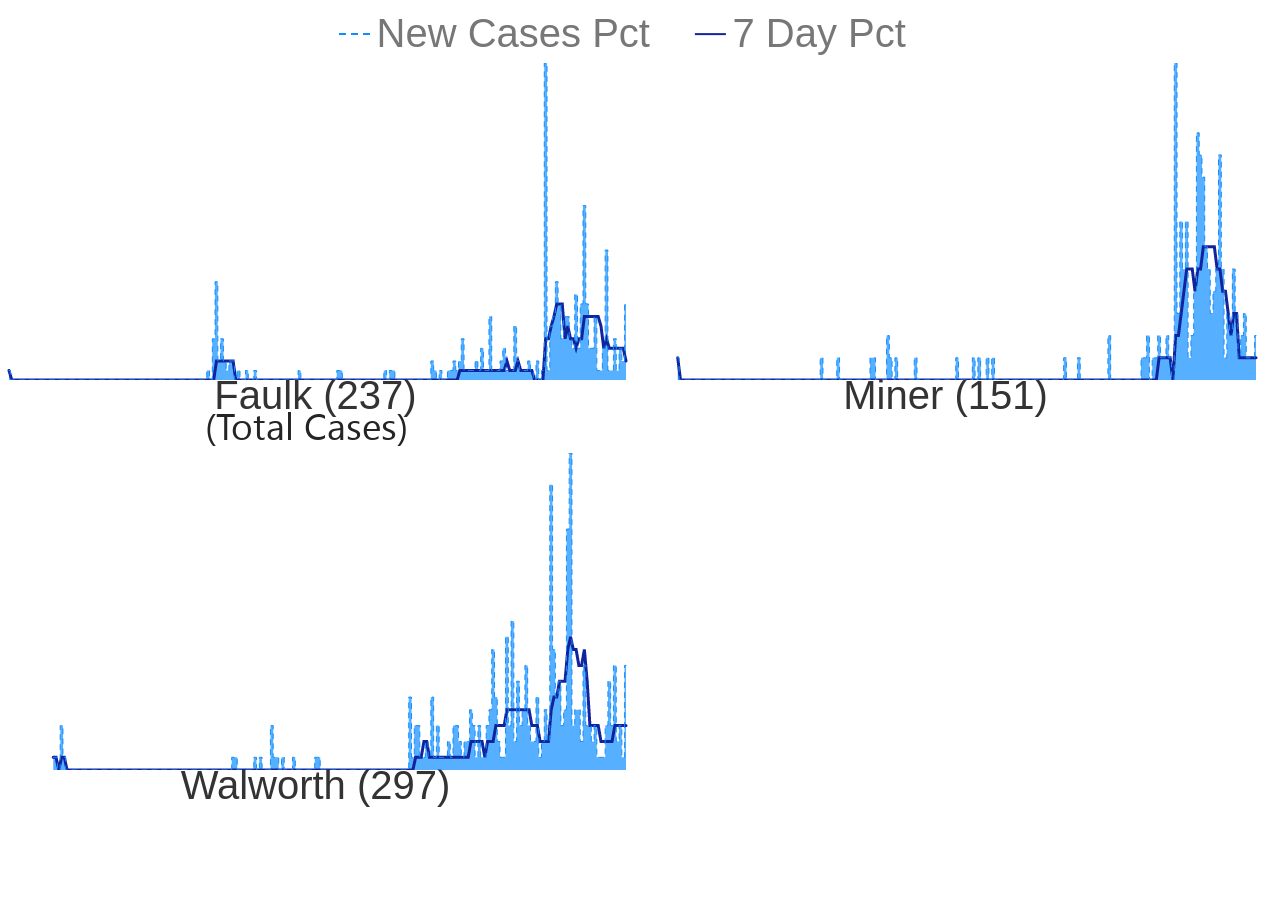 New Cases Pct 7 Day Pct
Faulk (237) Miner (151)
(Total Cases)
Walworth (297)